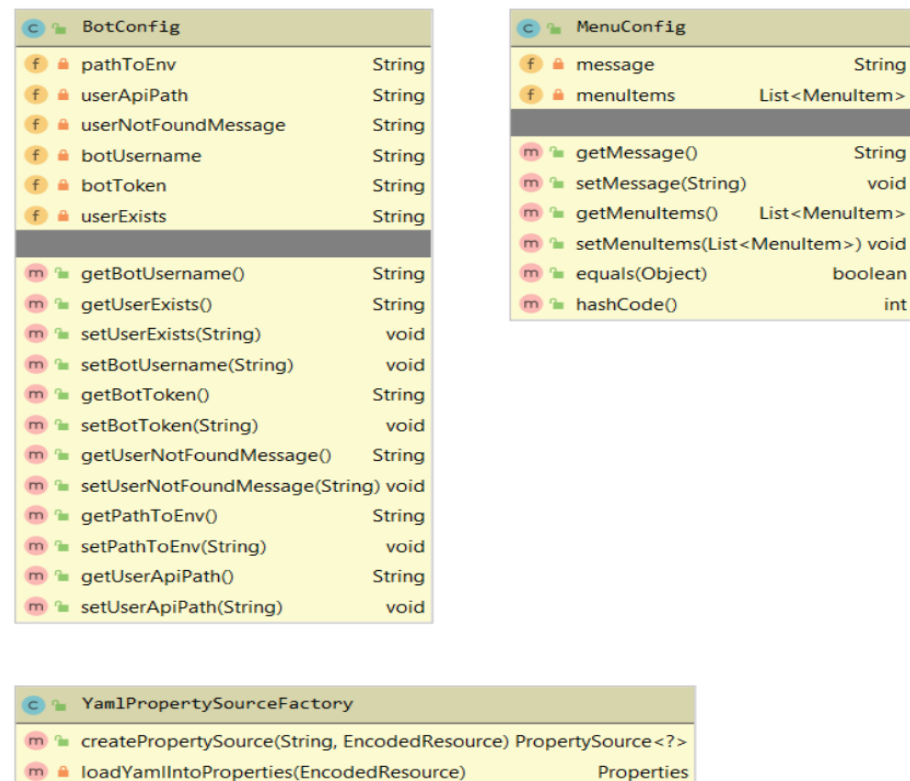 BotConfig
pathToEnv String
userApiPath String
userNotFoundMessage String
botUsername String
botToken String
userExists String
getBotUsername() String
getUserExists() String
setUserExists(String) void
setBotUsername(String) void
getBotToken() String
setBotToken(String) void
getUserNotFoundMessage() String
setUserNotFoundMessage(String) void
getPathToEnv() String
setPathToEnv(String) void
getUserApiPath() String
setUserApiPath(String) void
MenuConfig
message String
menuItems List<MenuItem>
getMessage() String
setMessage(String) void
getMenuItems() List<MenuItem>
setMenuItems(List<MenuItem>) void
equals(Object) boolean
hashCode() int
YamlPropertySourceFactory
createPropertySource(String, EncodedResource) PropertySource<?>
loadYamlIntoProperties(EncodedResource) Properties